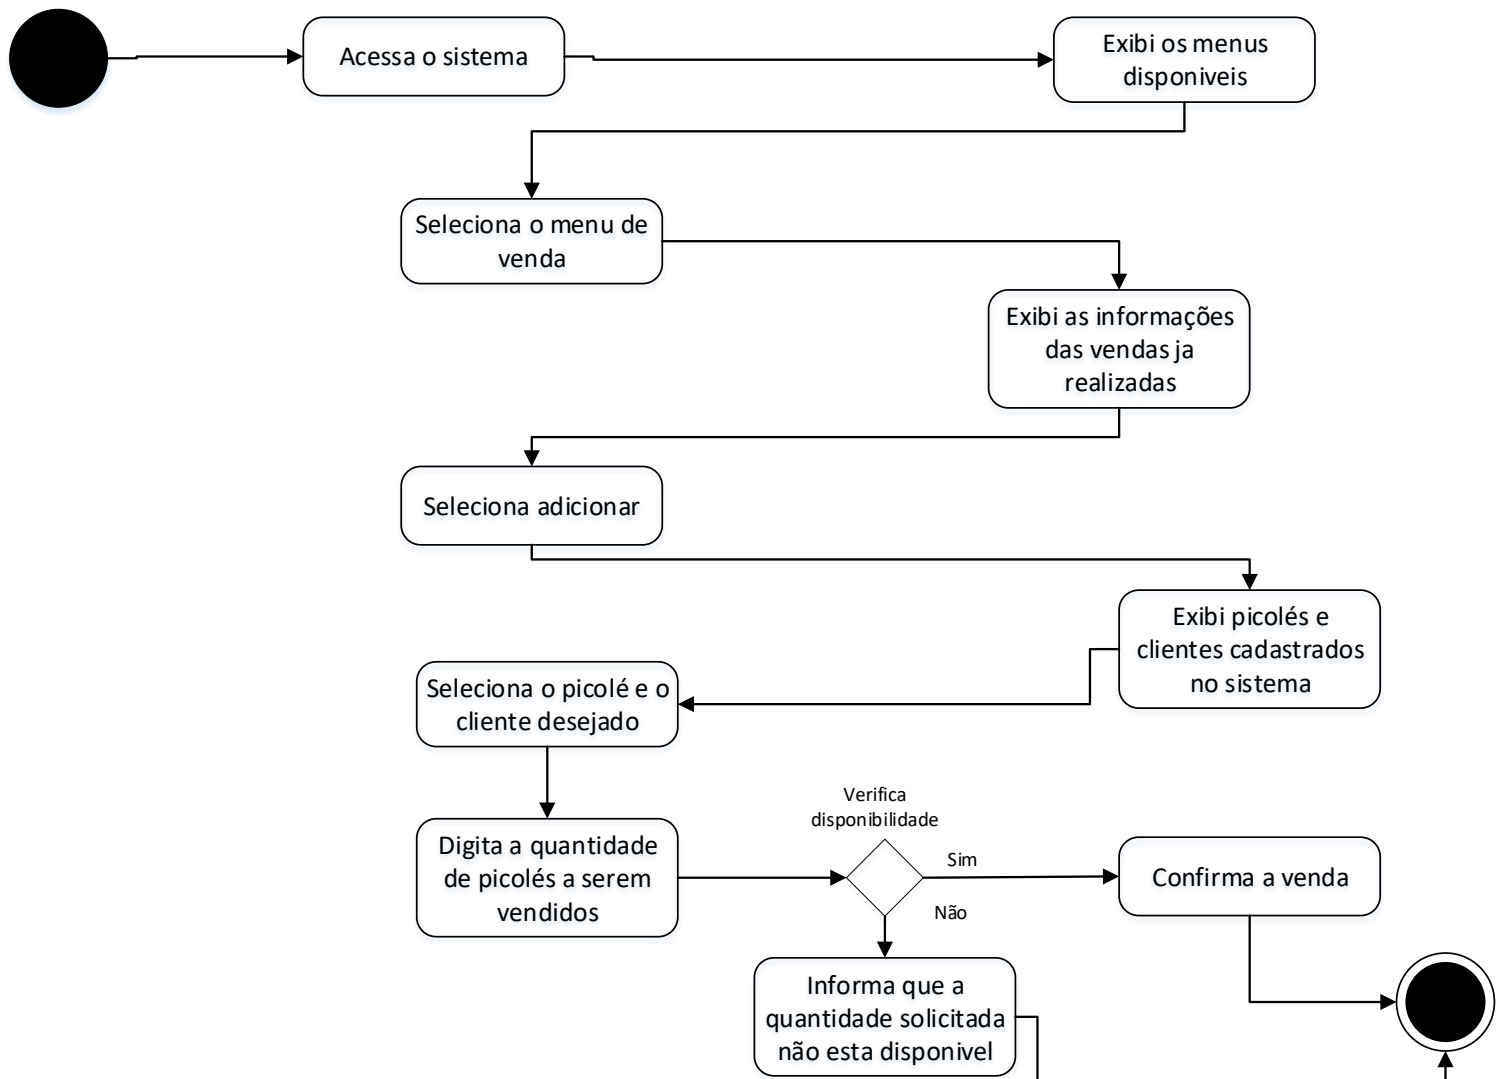 Acessa o sistema
Exibi os menus
disponiveis
Seleciona o menu de
venda
Exibi as informações
das vendas ja
realizadas
Seleciona adicionar
Exibi picolés e
clientes cadastrados
no sistema
Seleciona o picolé e o
cliente desejado
Digita a quantidade
de picolés a serem
vendidos
Verifica
disponibilidade
Sim
Não
Confirma a venda
Informa que a
quantidade solicitada
não esta disponivel